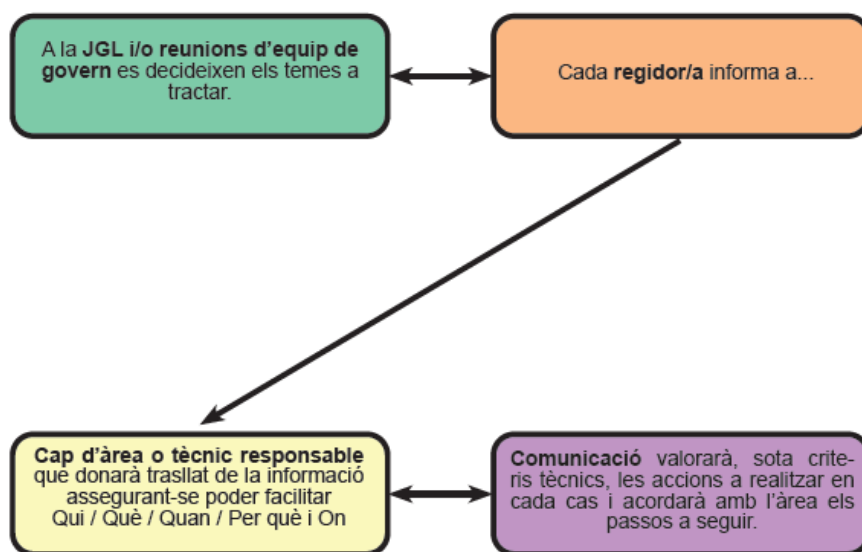 A la JGL i/o reunions d'equip de
govern es decideixen els temes a
tractar.
Cada regidor/a informa a...
Cap d'àrea o tècnic responsable
que donarà trasllat de la informació
assegurant-se poder facilitar
Qui / Què / Quan / Per què i On
Comunicació valorarà, sota crite-
ris tècnics, les accions a realitzar en
cada cas i acordarà amb l'àrea els
passos a seguir.